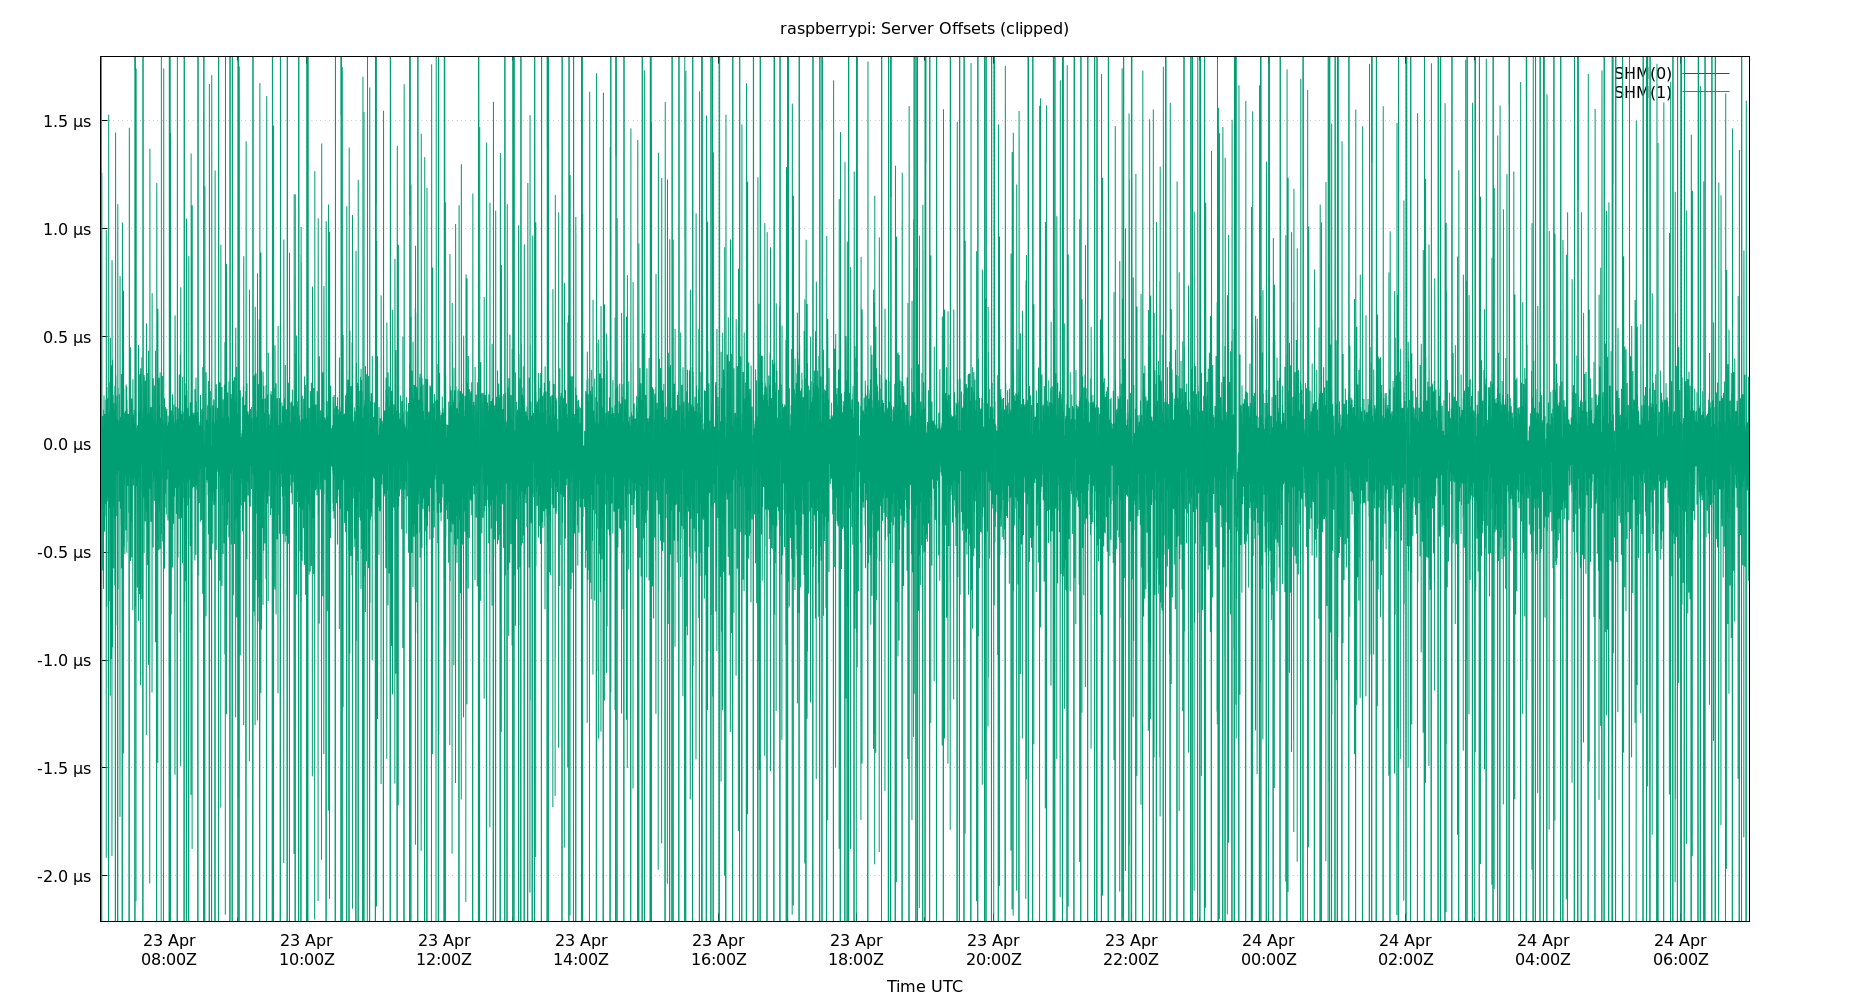 raspberrypi: Server Offsets (clipped)
SHM(0)
SHM(1)
1.5 µs
1.0 µs
0.5 µs
0.0 µs
-0.5 µs
-1.0 µs
-1.5 µs
-2.0 µs
23 Apr 23 Apr 23 Apr 23 Apr 23 Apr 23 Apr 23 Apr 23 Apr 24 Apr 24 Apr 24 Apr 24 Apr
08:00Z 10:00Z 12:00Z 14:00Z 16:00Z 18:00Z 20:00Z 22:00Z 00:00Z 02:00Z 04:00Z 06:00Z
Time UTC